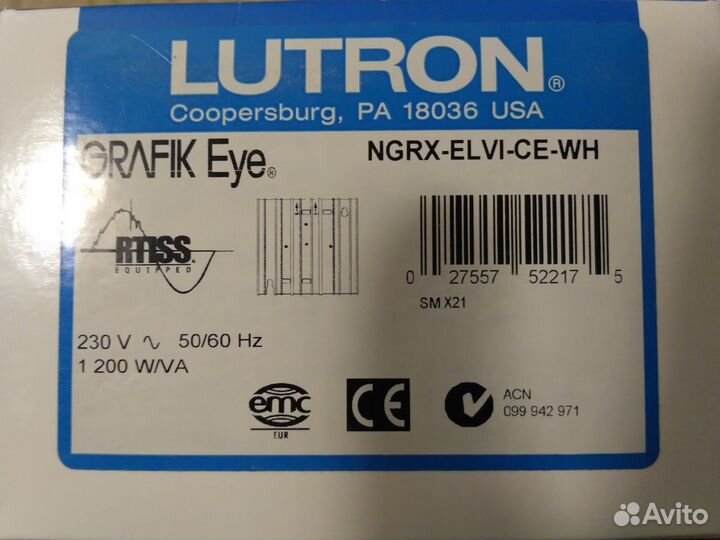 LUTRON®
Coopersburg, PA 18036 USA
GRAFIK Eye®
NGRX-ELVI-CE-WH
RTISS®
EQUIPPED
0 27557 52217 5
SM X21
230 V ∿ 50/60 Hz
1 200 W/VA
emc
EUR
CE
ACN
099 942 971
Avito